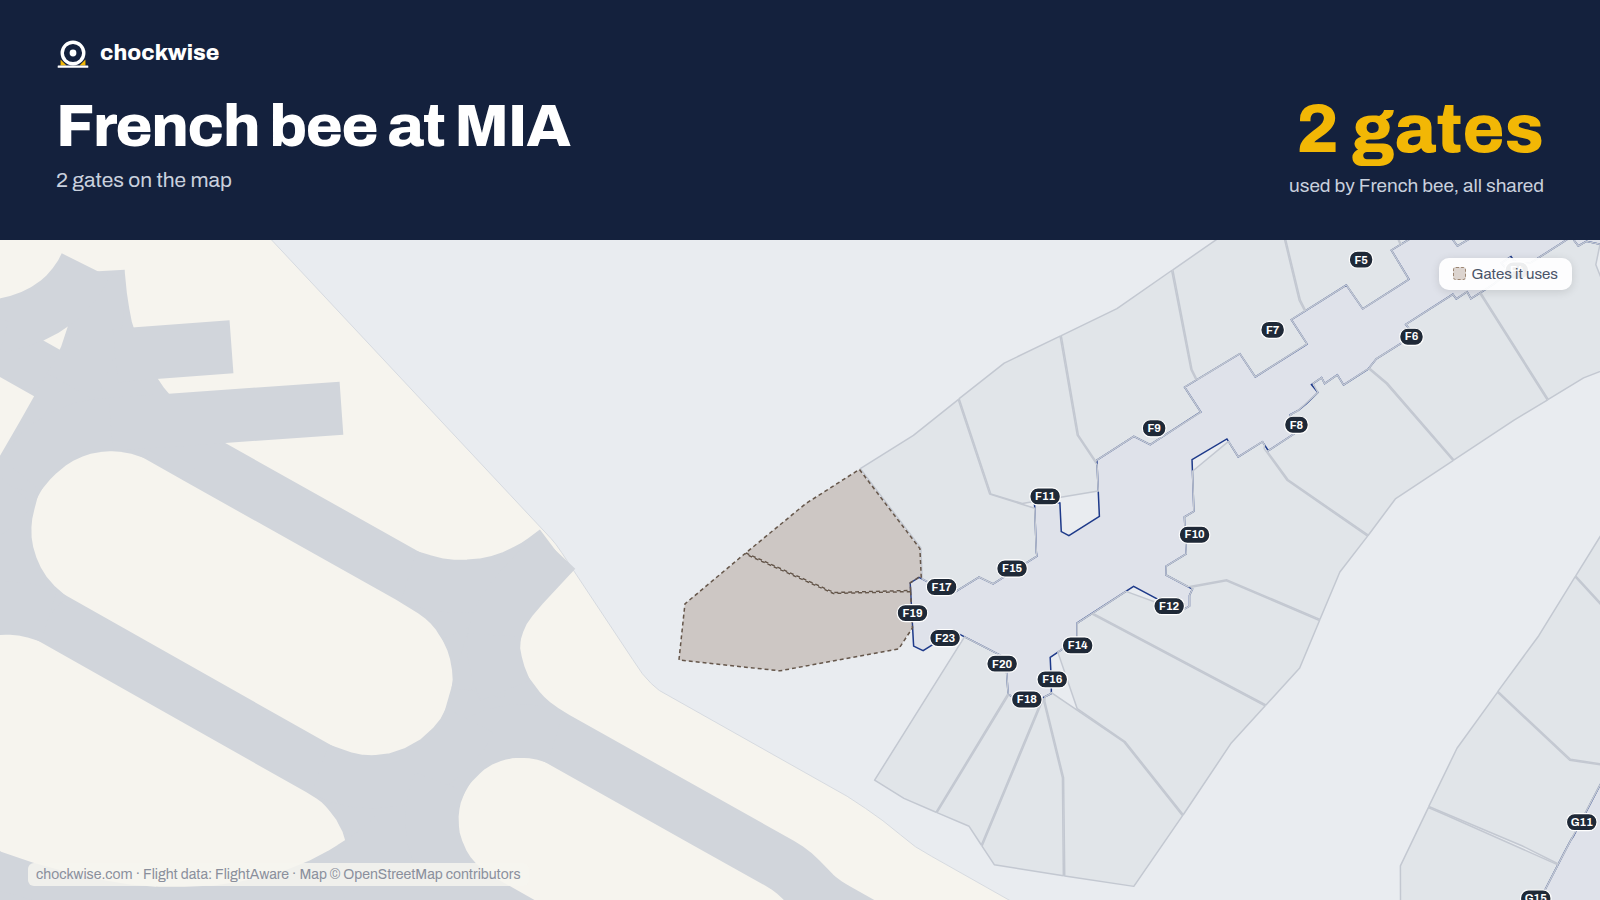 chockwise
French bee at MIA
2 gates on the map
2 gates
used by French bee, all shared
Gates it uses
F5
F7
F6
F9
F8
F11
F10
F15
F17
F12
F19
F23
F14
F20
F16
F18
G11
G15
chockwise.com · Flight data: FlightAware · Map © OpenStreetMap contributors